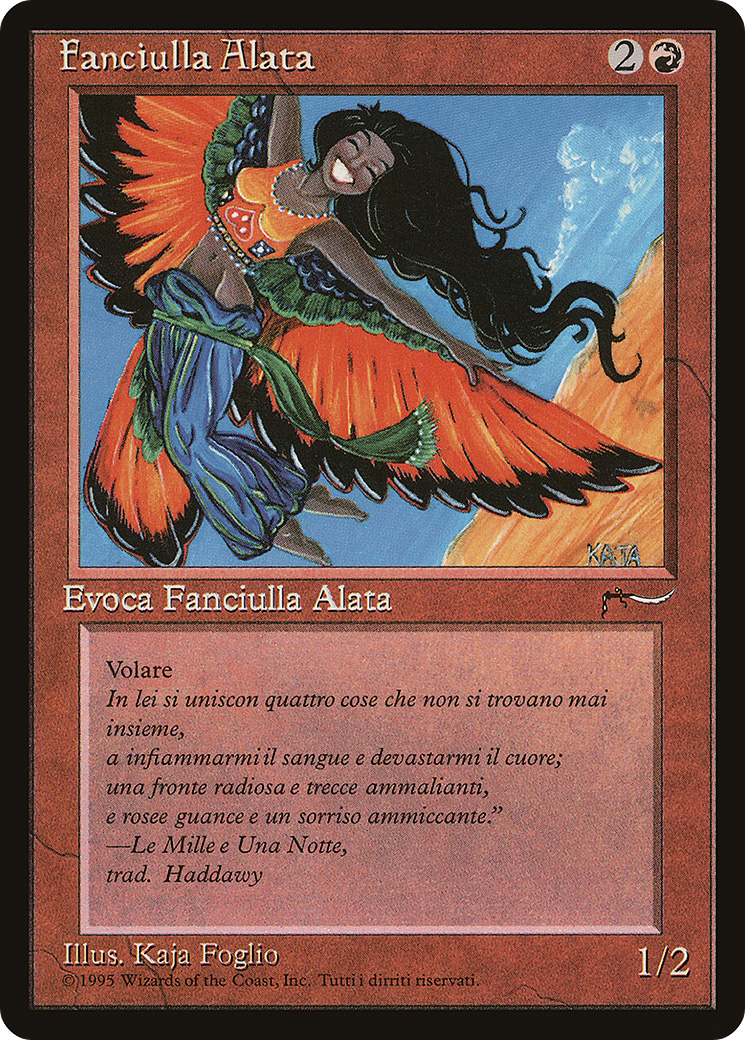 Fanciulla Alata
2
KAJA
Evoca Fanciulla Alata
Volare
In lei si uniscon quattro cose che non si trovano mai
insieme,
a infiammarmi il sangue e devastarmi il cuore;
una fronte radiosa e trecce ammalianti,
e rosee guance e un sorriso ammiccante.”
—Le Mille e Una Notte,
trad. Haddawy
Illus. Kaja Foglio
1/2
©1995 Wizards of the Coast, Inc. Tutti i dirriti riservati.